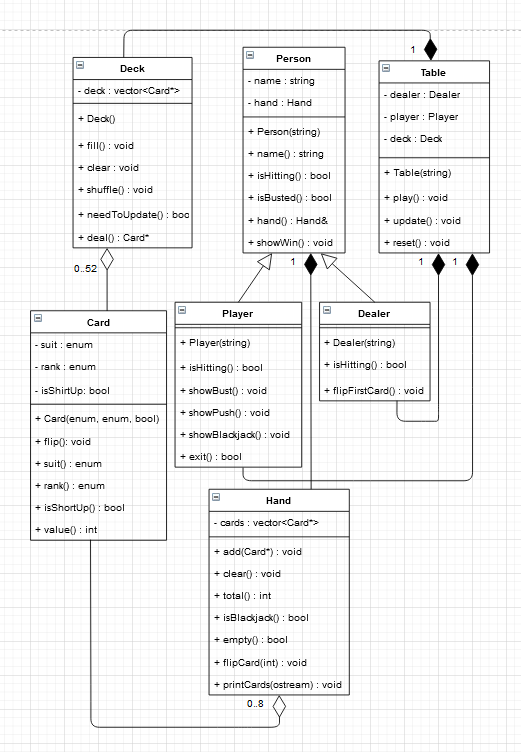 1
Deck
- deck : vector<Card*>
+ Deck()
+ fill() : void
+ clear : void
+ shuffle() : void
+ needToUpdate() : boo
+ deal() : Card*
0..52
Person
- name : string
- hand : Hand
+ Person(string)
+ name() : string
+ isHitting() : bool
+ isBusted() : bool
+ hand() : Hand&
+ showWin() : void
1
Table
- dealer : Dealer
- player : Player
- deck : Deck
+ Table(string)
+ play() : void
+ update() : void
+ reset() : void
1
1
Card
- suit : enum
- rank : enum
- isShirtUp: bool
+ Card(enum, enum, bool)
+ flip(): void
+ suit() : enum
+ rank() : enum
+ isShortUp() : bool
+ value() : int
Player
+ Player(string)
+ isHitting() : bool
+ showBust() : void
+ showPush() : void
+ showBlackjack() : void
+ exit() : bool
Dealer
+ Dealer(string)
+ isHitting() : bool
+ flipFirstCard() : void
Hand
- cards : vector<Card*>
+ add(Card*) : void
+ clear() : void
+ total() : int
+ isBlackjack() : bool
+ empty() : bool
+ flipCard(int) : void
+ printCards(ostream) : void
0..8